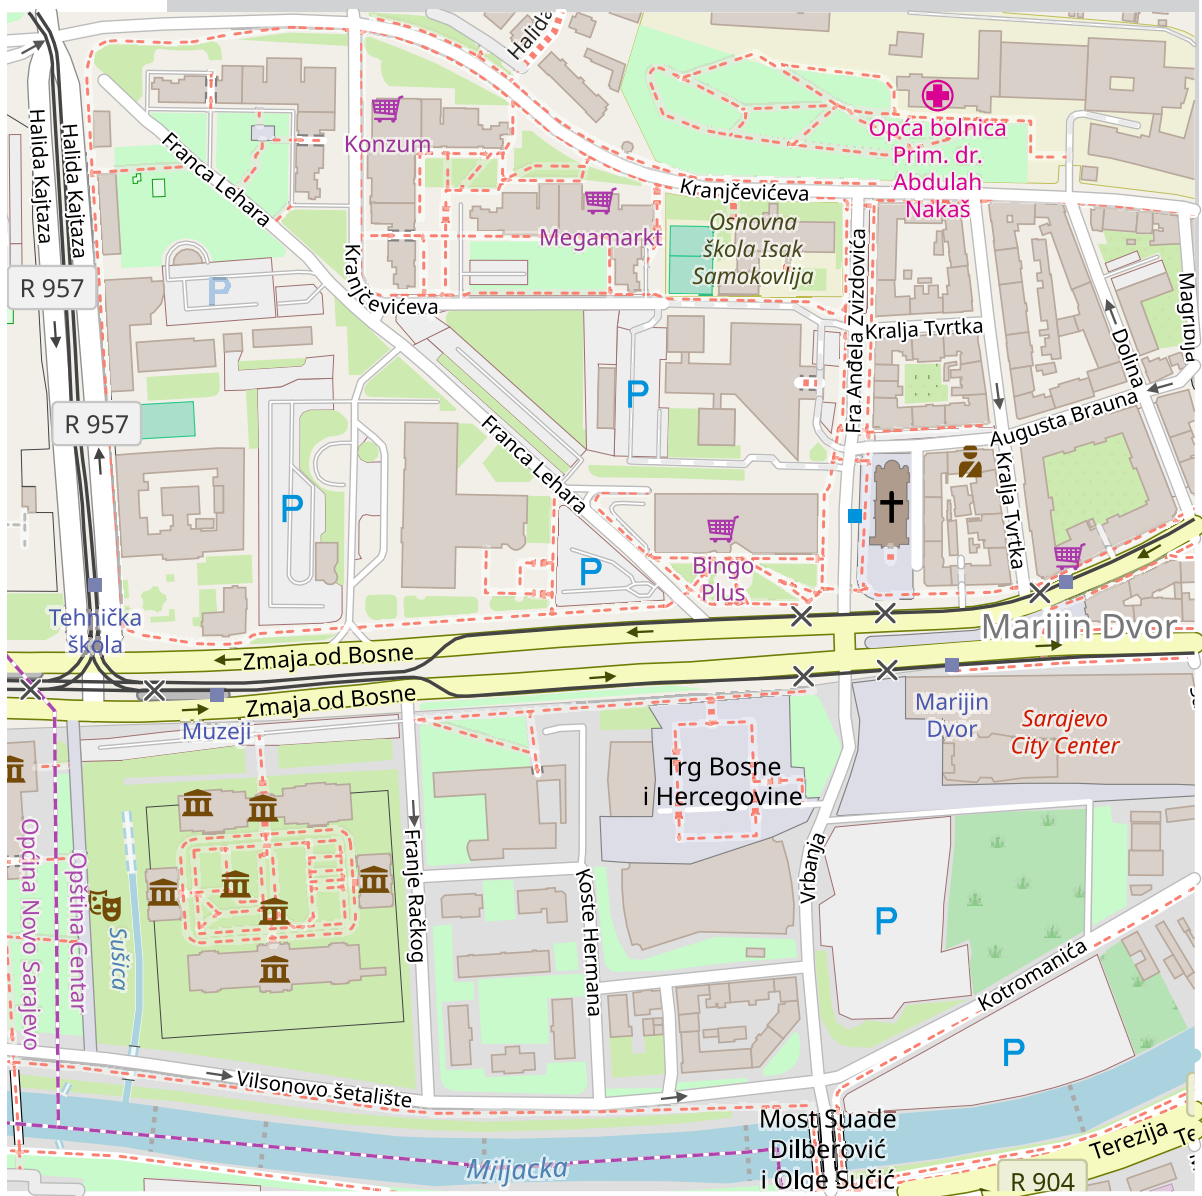 Halida
Halida Kajtaza
Halida Kajtaza
Franca Lehara
Konzum
Kranjčevićeva
Opća bolnica
Prim. dr.
Abdulah
Nakaš
Megamarkt
Osnovna
škola Isak
Samokovlija
Kranjčevićeva
P
R 957
Fra Anđela Zvizdovića
Kralja Tvrtka
Dolina
Magribija
R 957
P
Augusta Brauna
Franca Lehara
Kralja Tvrtka
P
P
Bingo
Plus
Tehnička
škola
Marijin Dvor
Zmaja od Bosne
Zmaja od Bosne
Muzeji
Marijin
Dvor
Sarajevo
City Center
Trg Bosne
i Hercegovine
Franje Račkog
Vrbanja
Općina Novo Sarajevo
Opština Centar
Sušica
Koste Hermana
P
Kotromanića
P
Vilsonovo šetalište
Most Suade
Dilberović
i Olge Sučić
Miljacka
Terezija
Te
R 904